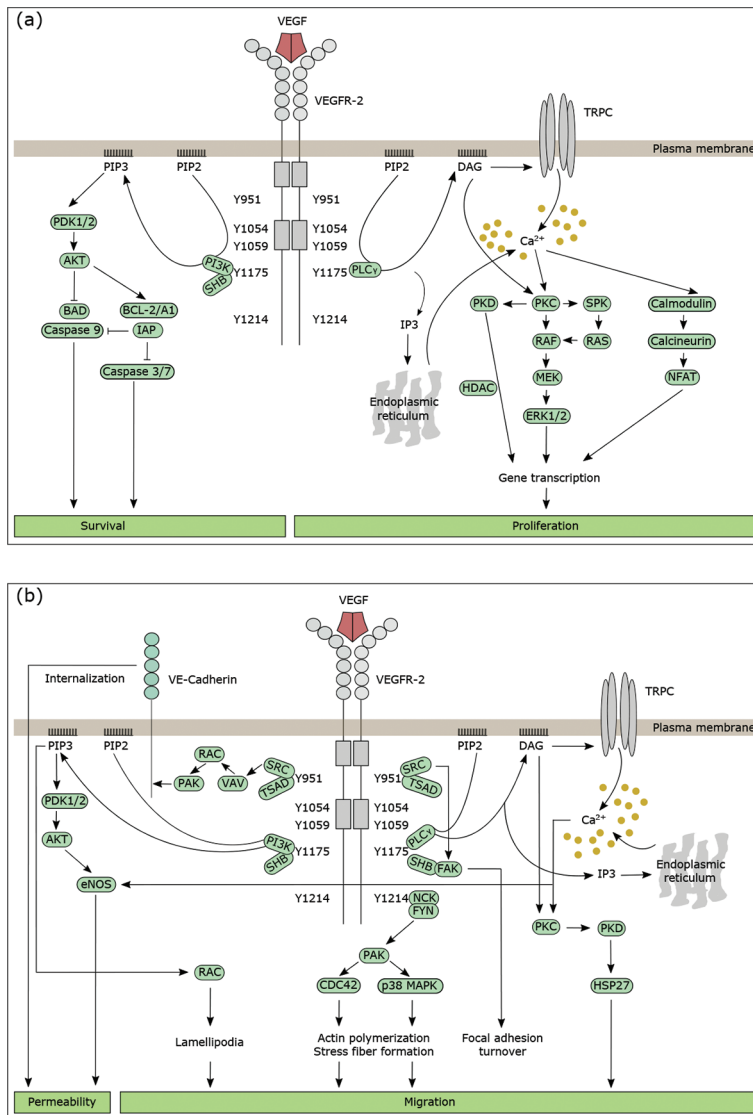 (a)
VEGF
VEGFR-2
TRPC
Plasma membrane
PIP3
PIP2
PIP2
DAG
Y951
Y951
Y1054
Y1054
Y1059
Y1059
Y1175
Y1175
Y1214
Y1214
PDK1/2
AKT
PI3K
SHB
PLCγ
Ca²⁺
BAD
BCL-2/A1
Caspase 9
IAP
Caspase 3/7
IP3
Endoplasmic
reticulum
PKD
PKC
SPK
Calmodulin
RAF
RAS
Calcineurin
HDAC
MEK
NFAT
ERK1/2
Gene transcription
Survival
Proliferation
(b)
VEGF
Internalization
VE-Cadherin
VEGFR-2
TRPC
Plasma membrane
PIP3
PIP2
PIP2
DAG
RAC
SRC
Y951
Y951
SRC
PAK
VAV
TSAD
TSAD
PDK1/2
Y1054
Y1054
Y1059
Y1059
Ca²⁺
AKT
PI3K
SHB
Y1175
Y1175
PLCγ
SHB
FAK
Endoplasmic
reticulum
IP3
eNOS
Y1214
Y1214
NCK
FYN
PKC
PKD
PAK
RAC
CDC42
p38 MAPK
HSP27
Lamellipodia
Actin polymerization
Stress fiber formation
Focal adhesion
turnover
Permeability
Migration